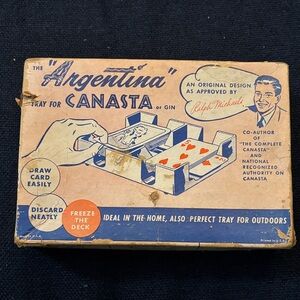 THE "Argentina"
TRAY FOR CANASTA or GIN
AN ORIGINAL DESIGN
AS APPROVED BY
Ralph Michaels
CO-AUTHOR
OF
"THE COMPLETE
CANASTA"
AND
NATIONAL
RECOGNIZED
AUTHORITY ON
CANASTA
DRAW
CARD
EASILY
DISCARD
NEATLY
FREEZE
THE
DECK
IDEAL IN THE HOME, ALSO PERFECT TRAY FOR OUTDOORS